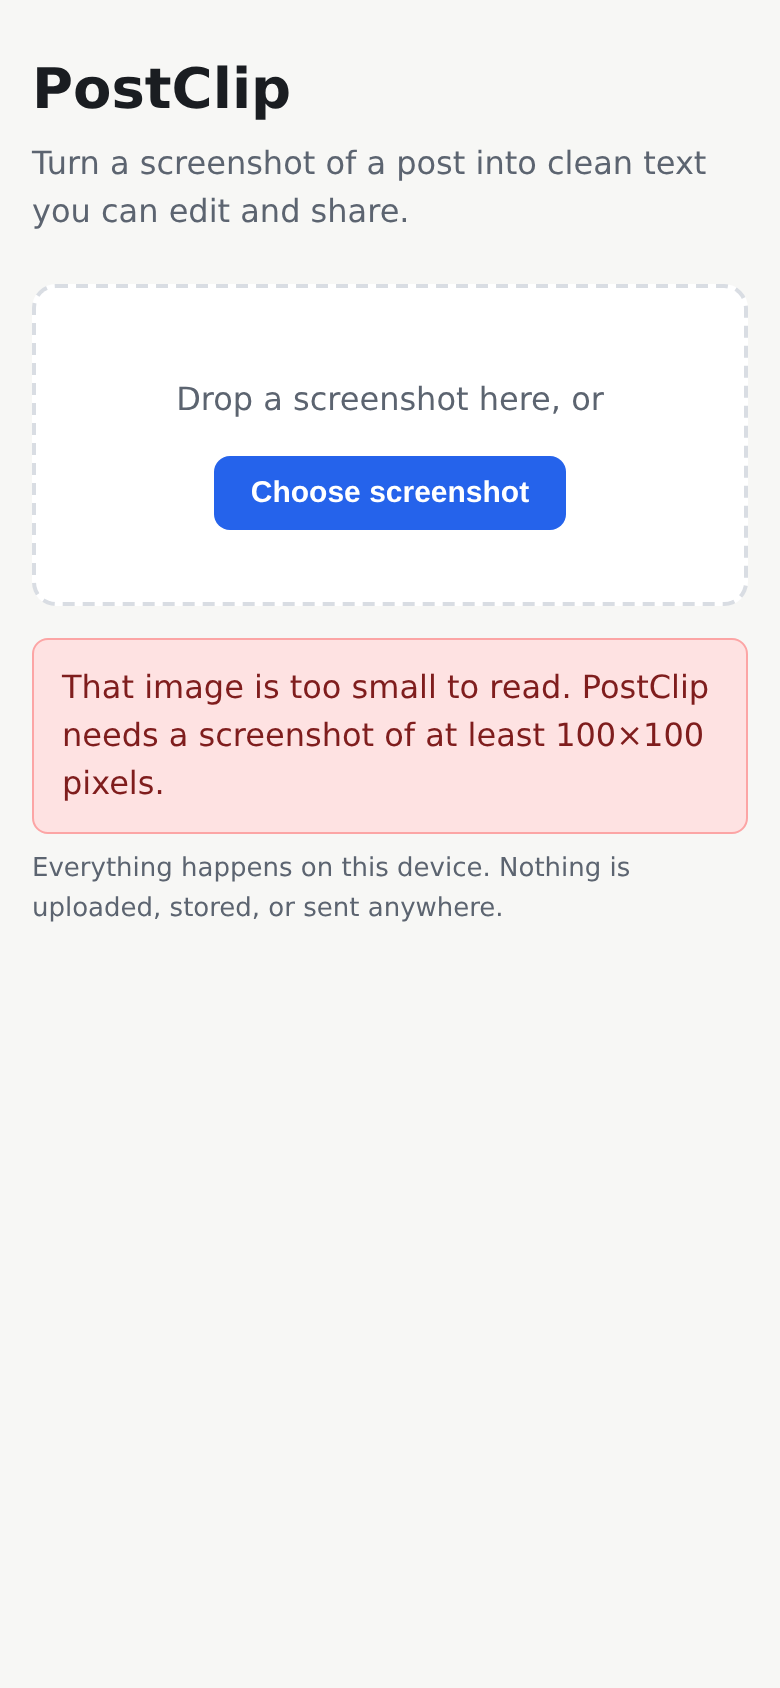 PostClip
Turn a screenshot of a post into clean text
you can edit and share.
Drop a screenshot here, or
Choose screenshot
That image is too small to read. PostClip
needs a screenshot of at least 100×100
pixels.
Everything happens on this device. Nothing is
uploaded, stored, or sent anywhere.